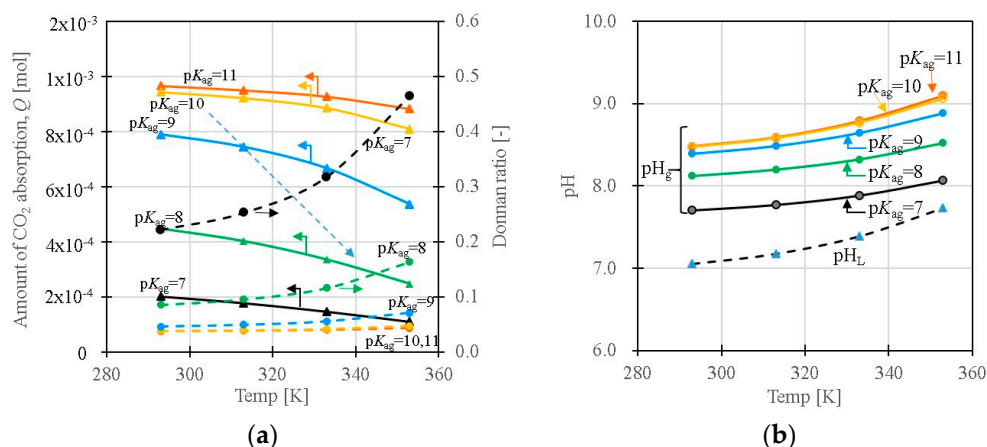 2x10⁻³
1x10⁻³
8x10⁻⁴
6x10⁻⁴
4x10⁻⁴
2x10⁻⁴
0
Amount of CO₂ absorption, Q [mol]
pKag=11
pKag=10
pKag=9
pKag=8
pKag=7
pKag=7
pKag=8
pKag=9
pKag=10,11
0.6
0.5
0.4
0.3
0.2
0.1
0.0
Donnan ratio [-]
280 300 320 340 360
Temp [K]
(a)
10.0
9.0
8.0
7.0
6.0
pH
pHg
pKag=11
pKag=10
pKag=9
pKag=8
pKag=7
pHL
280 300 320 340 360
Temp [K]
(b)